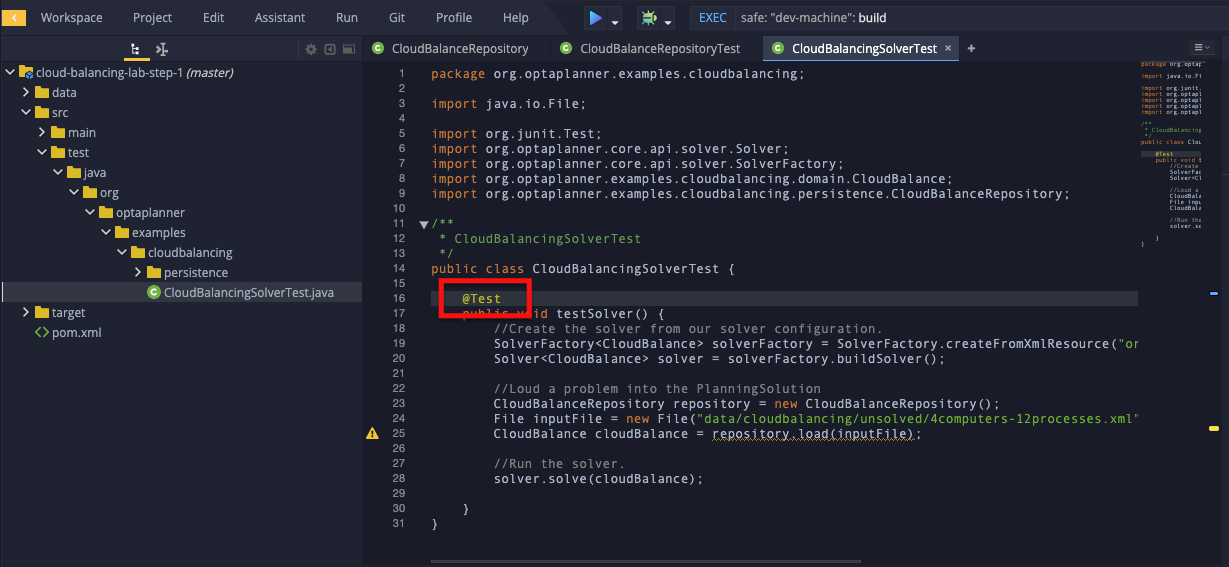 Workspace Project Edit Assistant Run Git Profile Help EXEC safe: "dev-machine": build
CloudBalanceRepository CloudBalanceRepositoryTest CloudBalancingSolverTest × +
cloud-balancing-lab-step-1 (master)
data
src
main
test
java
org
optaplanner
examples
cloudbalancing
persistence
CloudBalancingSolverTest.java
target
pom.xml
1 package org.optaplanner.examples.cloudbalancing;
2
3 import java.io.File;
4
5 import org.junit.Test;
6 import org.optaplanner.core.api.solver.Solver;
7 import org.optaplanner.core.api.solver.SolverFactory;
8 import org.optaplanner.examples.cloudbalancing.domain.CloudBalance;
9 import org.optaplanner.examples.cloudbalancing.persistence.CloudBalanceRepository;
10
11 /**
12 * CloudBalancingSolverTest
13 */
14 public class CloudBalancingSolverTest {
15
16 @Test
17 public void testSolver() {
18 //Create the solver from our solver configuration.
19 SolverFactory<CloudBalance> solverFactory = SolverFactory.createFromXmlResource("or
20 Solver<CloudBalance> solver = solverFactory.buildSolver();
21
22 //Loud a problem into the PlanningSolution
23 CloudBalanceRepository repository = new CloudBalanceRepository();
24 File inputFile = new File("data/cloudbalancing/unsolved/4computers-12processes.xml"
25 CloudBalance cloudBalance = repository.load(inputFile);
26
27 //Run the solver.
28 solver.solve(cloudBalance);
29
30 }
31 }